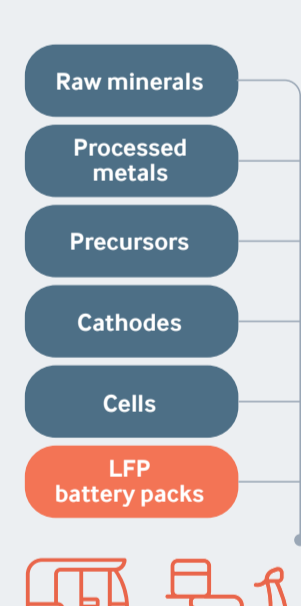 Raw minerals
Processed
metals
Precursors
Cathodes
Cells
LFP
battery packs